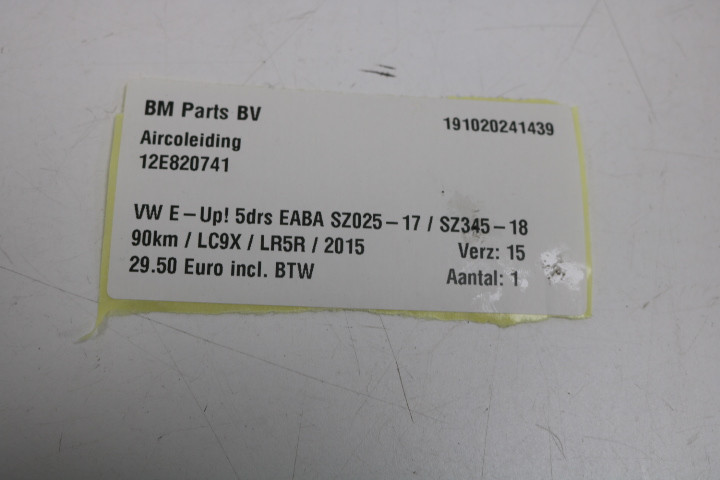 BM Parts BV
191020241439
Aircoleiding
12E820741
VW E-Up! 5drs EABA SZ025-17 / SZ345-18
90km / LC9X / LR5R / 2015 Verz: 15
29.50 Euro incl. BTW Aantal: 1